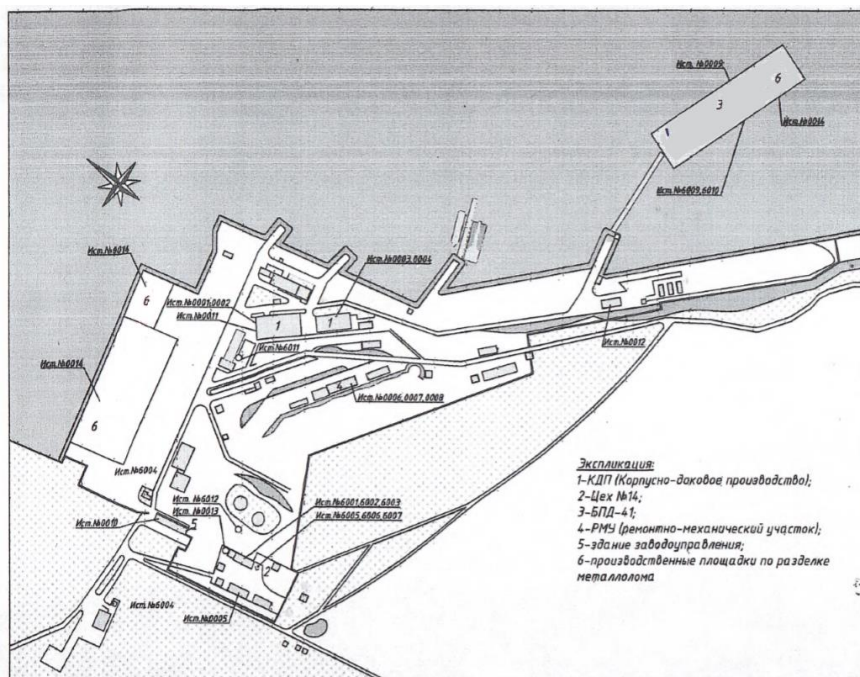 Ист. №0009
6
3
1
Ист.№0014
Ист.№6009,6010
Ист.№0014
Ист.№0003,0004
6
Ист.№0001,0002
Ист.№0011
1
1
Ист.№6011
Ист.№0012
Ист.№0014
4
Ист.№0006,0007,0008
6
Ист.№6004
Экспликация:
1-КДП (Корпусно-доковое производство);
2-Цех №14;
3-БПД-41;
4-РМУ (ремонтно-механический участок);
5-здание заводоуправления;
6-производственные площадки по разделке
металлолома
Ист.№6012
Ист.№0013
Ист.№6001,6002,6003
Ист.№6005,6006,6007
Ист.№0010
5
2
Ист.№6004
Ист.№0005